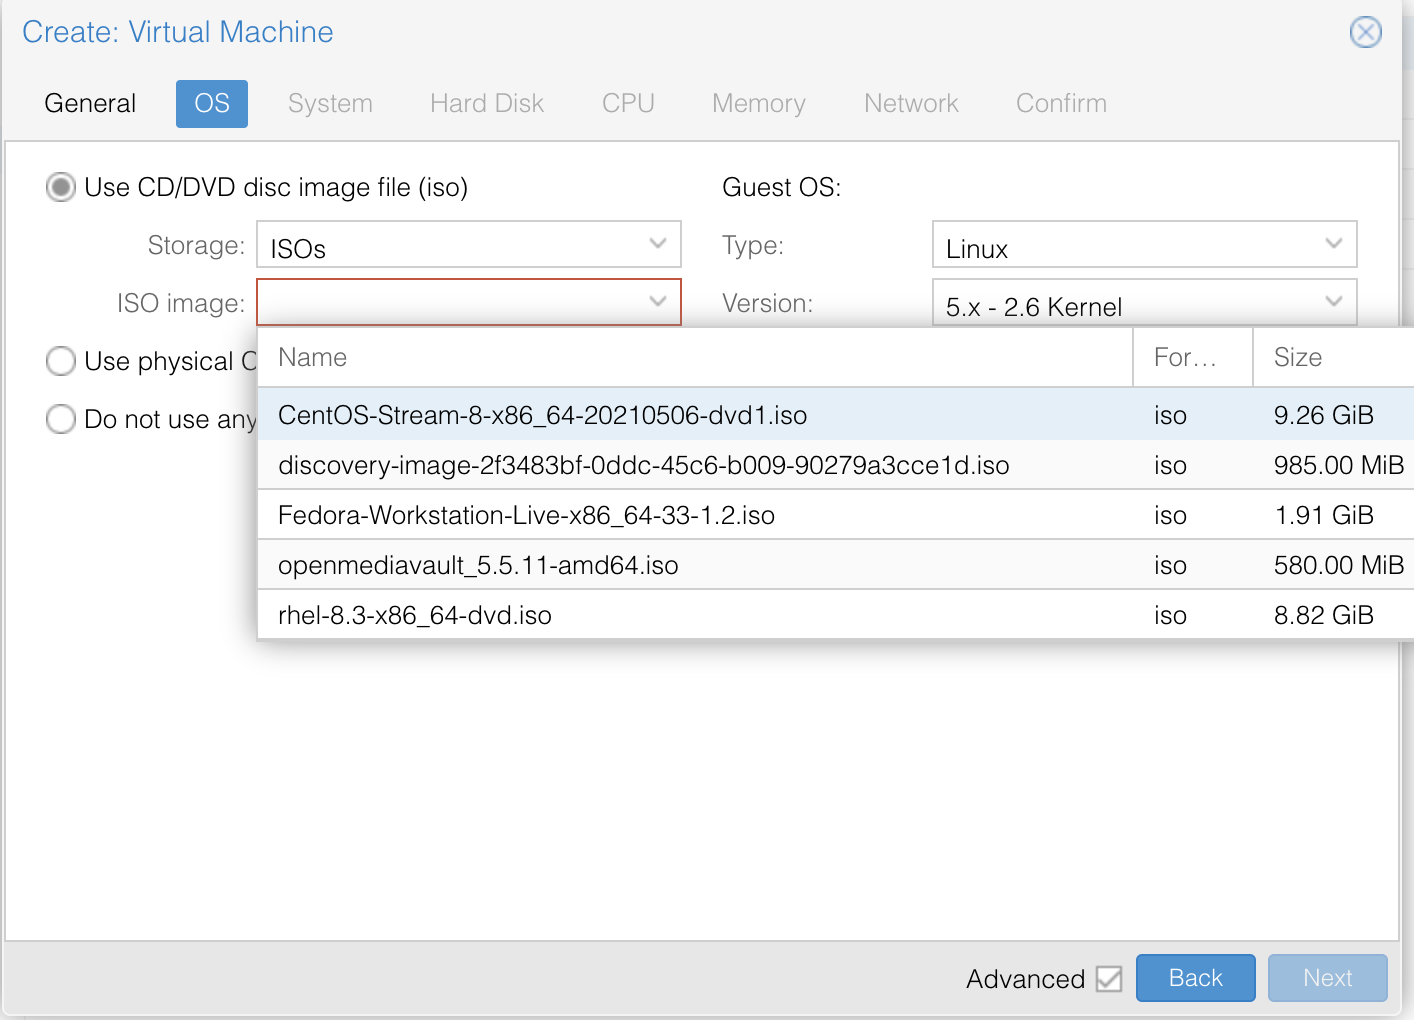 Create: Virtual Machine
General OS System Hard Disk CPU Memory Network Confirm
Use CD/DVD disc image file (iso) Guest OS:
Storage: ISOs Type: Linux
ISO image: Version: 5.x - 2.6 Kernel
Use physical C
Do not use any
Name For... Size
CentOS-Stream-8-x86_64-20210506-dvd1.iso iso 9.26 GiB
discovery-image-2f3483bf-0ddc-45c6-b009-90279a3cce1d.iso iso 985.00 MiB
Fedora-Workstation-Live-x86_64-33-1.2.iso iso 1.91 GiB
openmediavault_5.5.11-amd64.iso iso 580.00 MiB
rhel-8.3-x86_64-dvd.iso iso 8.82 GiB
Advanced Back Next